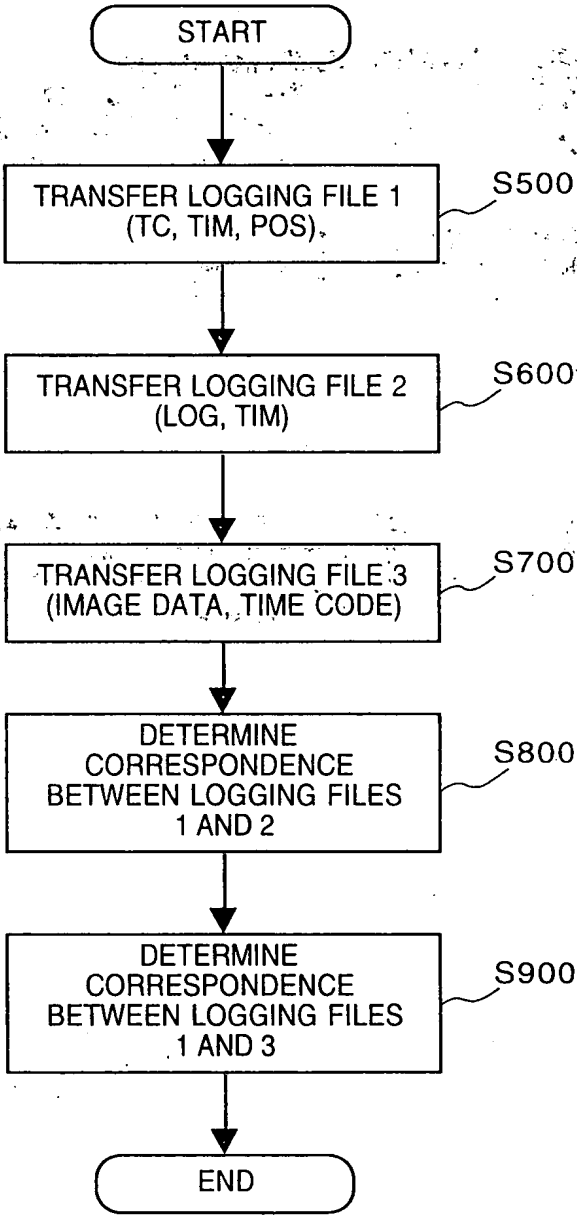 START
TRANSFER LOGGING FILE 1
(TC, TIM, POS)
S500
TRANSFER LOGGING FILE 2
(LOG, TIM)
S600
TRANSFER LOGGING FILE 3
(IMAGE DATA, TIME CODE)
S700
DETERMINE
CORRESPONDENCE
BETWEEN LOGGING FILES
1 AND 2
S800
DETERMINE
CORRESPONDENCE
BETWEEN LOGGING FILES
1 AND 3
S900
END